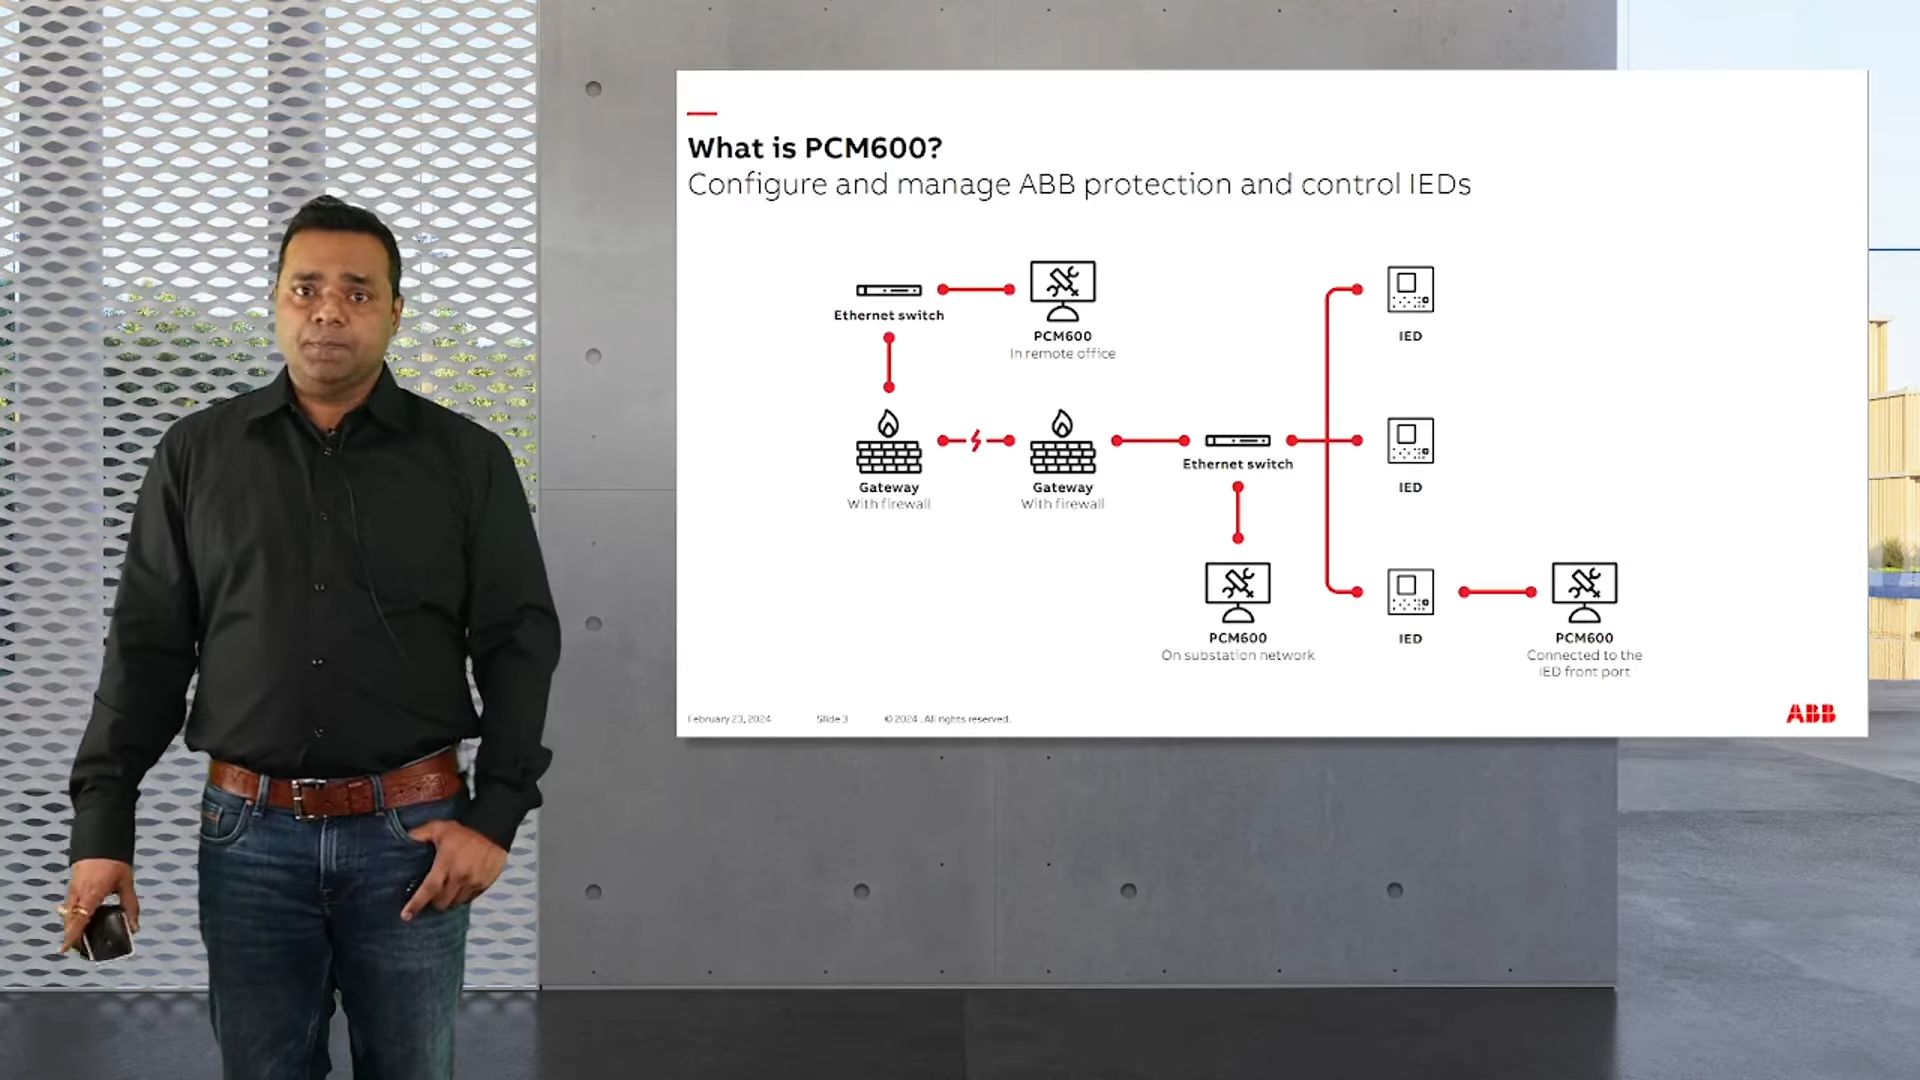 What is PCM600?
Configure and manage ABB protection and control IEDs
Ethernet switch
PCM600
In remote office
IED
Gateway
With firewall
Gateway
With firewall
Ethernet switch
IED
PCM600
On substation network
IED
PCM600
Connected to the
IED front port
February 23, 2024
Slide 3
© 2024 . All rights reserved.
ABB